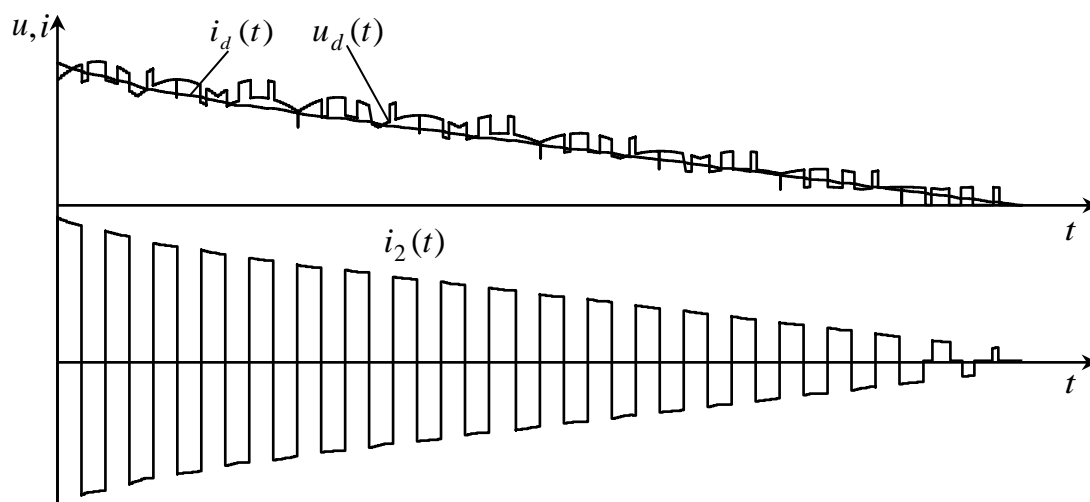 u, i
i_d(t)
u_d(t)
t
i_2(t)
t